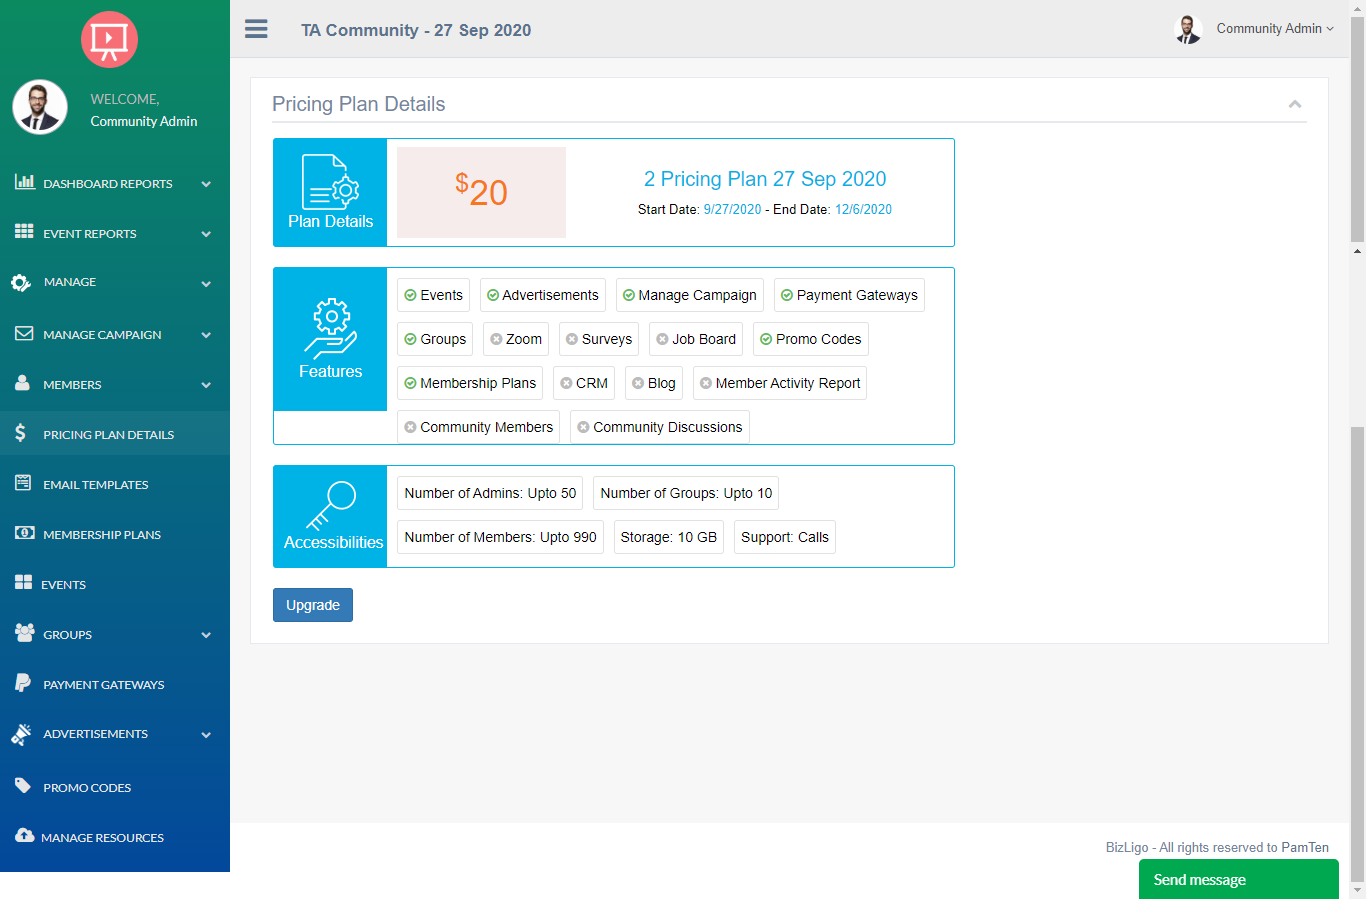 TA Community - 27 Sep 2020
Community Admin
WELCOME,
Community Admin
DASHBOARD REPORTS
EVENT REPORTS
MANAGE
MANAGE CAMPAIGN
MEMBERS
PRICING PLAN DETAILS
EMAIL TEMPLATES
MEMBERSHIP PLANS
EVENTS
GROUPS
PAYMENT GATEWAYS
ADVERTISEMENTS
PROMO CODES
MANAGE RESOURCES
Pricing Plan Details
Plan Details
$20
2 Pricing Plan 27 Sep 2020
Start Date: 9/27/2020 - End Date: 12/6/2020
Features
Events Advertisements Manage Campaign Payment Gateways
Groups Zoom Surveys Job Board Promo Codes
Membership Plans CRM Blog Member Activity Report
Community Members Community Discussions
Accessibilities
Number of Admins: Upto 50 Number of Groups: Upto 10
Number of Members: Upto 990 Storage: 10 GB Support: Calls
Upgrade
BizLigo - All rights reserved to PamTen
Send message